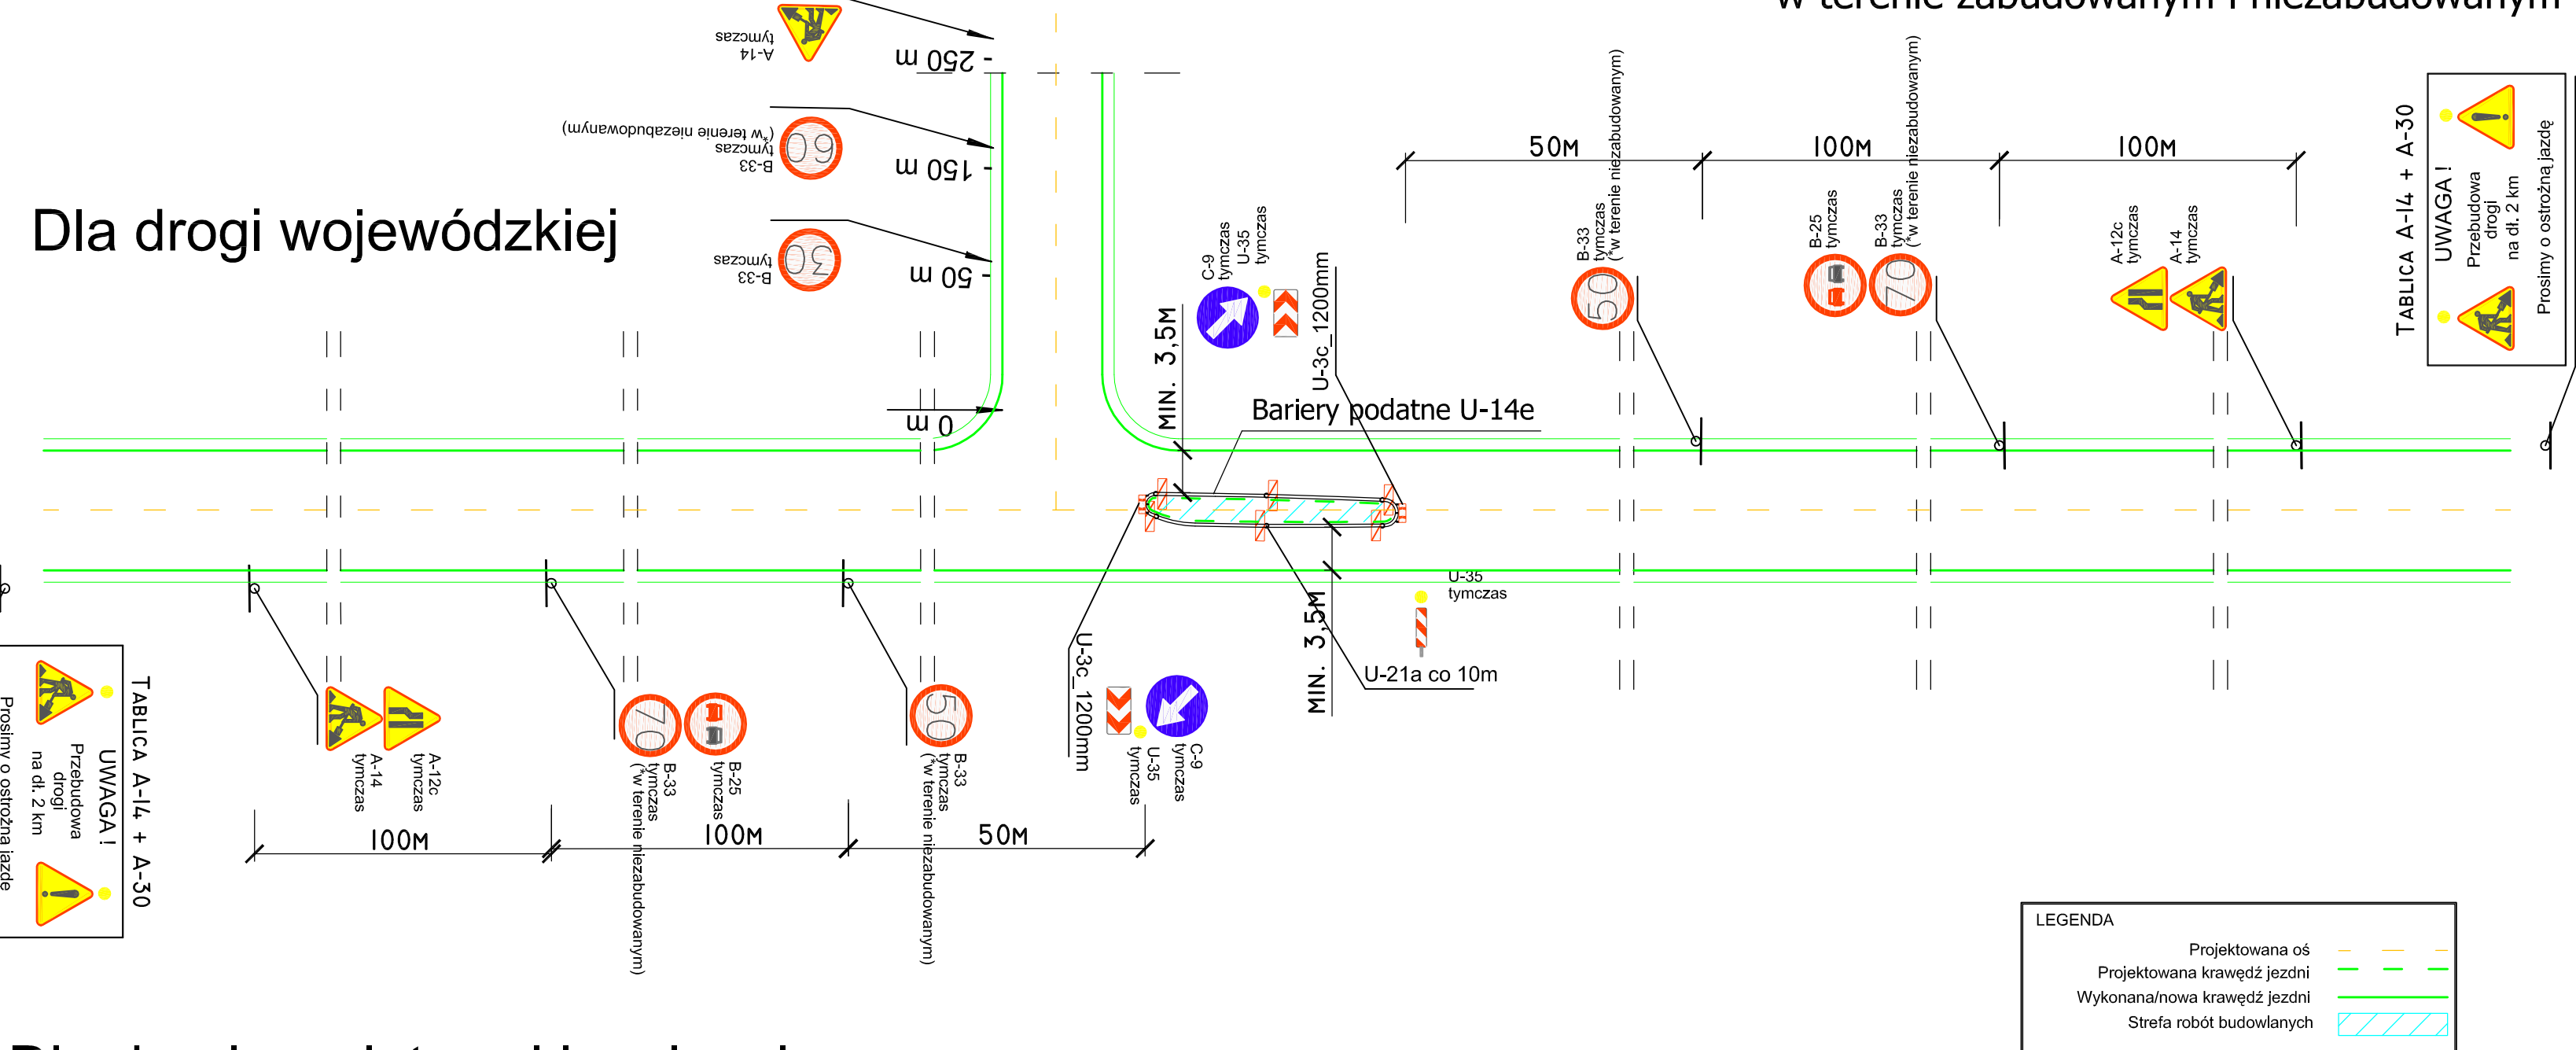 w terenie zabudowanym i niezabudowanym
Dla drogi wojewódzkiej
A-14
tymczas
250 m
B-33
tymczas
(*w terenie niezabudowanym)
60
150 m
B-33
tymczas
30
50 m
0 m
C-9
tymczas
U-35
tymczas
MIN. 3,5M
U-3c_1200mm
Bariery podatne U-14e
50M
100M
100M
B-33
tymczas
(*w terenie niezabudowanym)
50
B-25
tymczas
B-33
tymczas
(*w terenie niezabudowanym)
70
A-12c
tymczas
A-14
tymczas
TABLICA A-14 + A-30
UWAGA !
Przebudowa
drogi
na dł. 2 km
Prosimy o ostrożną jazdę
TABLICA A-14 + A-30
UWAGA !
Przebudowa
drogi
na dł. 2 km
Prosimy o ostrożną jazdę
A-14
tymczas
A-12c
tymczas
70
B-33
tymczas
(*w terenie niezabudowanym)
B-25
tymczas
50
B-33
tymczas
(*w terenie niezabudowanym)
100M
100M
50M
U-3c_1200mm
C-9
tymczas
U-35
tymczas
MIN. 3,5M
U-35
tymczas
U-21a co 10m
LEGENDA
Projektowana oś
Projektowana krawędź jezdni
Wykonana/nowa krawędź jezdni
Strefa robót budowlanych